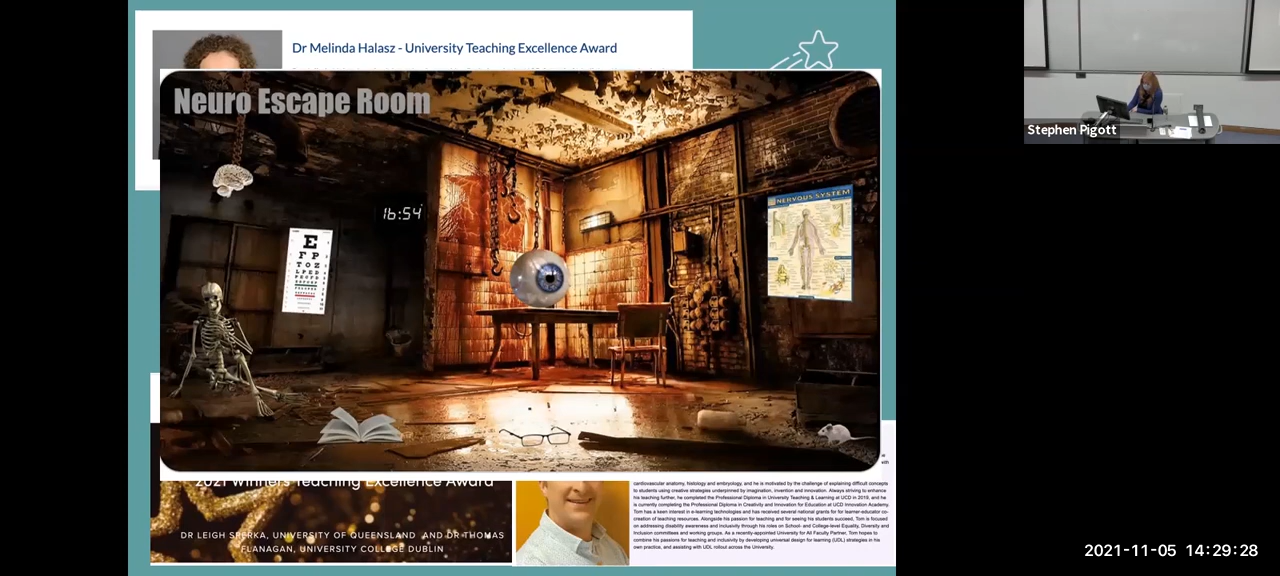 Dr Melinda Halasz - University Teaching Excellence Award
Neuro Escape Room
16:54
NERVOUS SYSTEM
E
F P
T O Z
L P E D
2021 Winners Teaching Excellence Award
DR LEIGH SPERKA, UNIVERSITY OF QUEENSLAND AND DR THOMAS
FLANAGAN, UNIVERSITY COLLEGE DUBLIN
cardiovascular anatomy, histology and embryology, and he is motivated by the challenge of explaining difficult concepts
to students using creative strategies underpinned by imagination, invention and innovation. Always striving to enhance
his teaching further, he completed the Professional Diploma in University Teaching & Learning at UCD in 2019, and he
is currently completing the Professional Diploma in Creativity and Innovation for Education at UCD Innovation Academy.
Tom has a keen interest in e-learning technologies and has received several national grants for for learner-educator co-
creation of teaching resources. Alongside his passion for teaching and for seeing his students succeed, Tom is focused
on addressing disability awareness and inclusivity through his roles on School- and College-level Equality, Diversity and
Inclusion committees and working groups. As a recently-appointed University for All Faculty Partner, Tom hopes to
combine his passions for teaching and inclusivity by developing universal design for learning (UDL) strategies in his
own practice, and assisting with UDL rollout across the University.
Stephen Pigott
2021-11-05 14:29:28